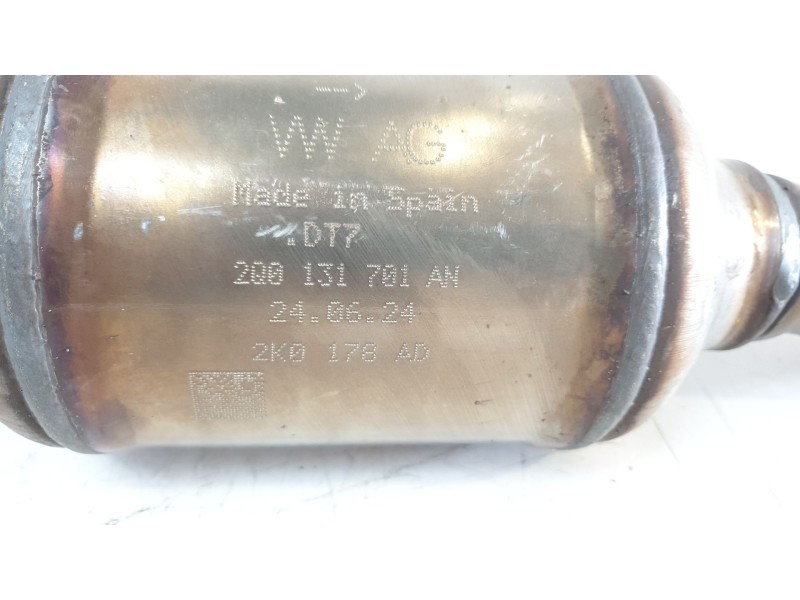 VW AG
Made in Spain
.DT7
2Q0 131 701 AN
24.06.24
2K0 178 AD